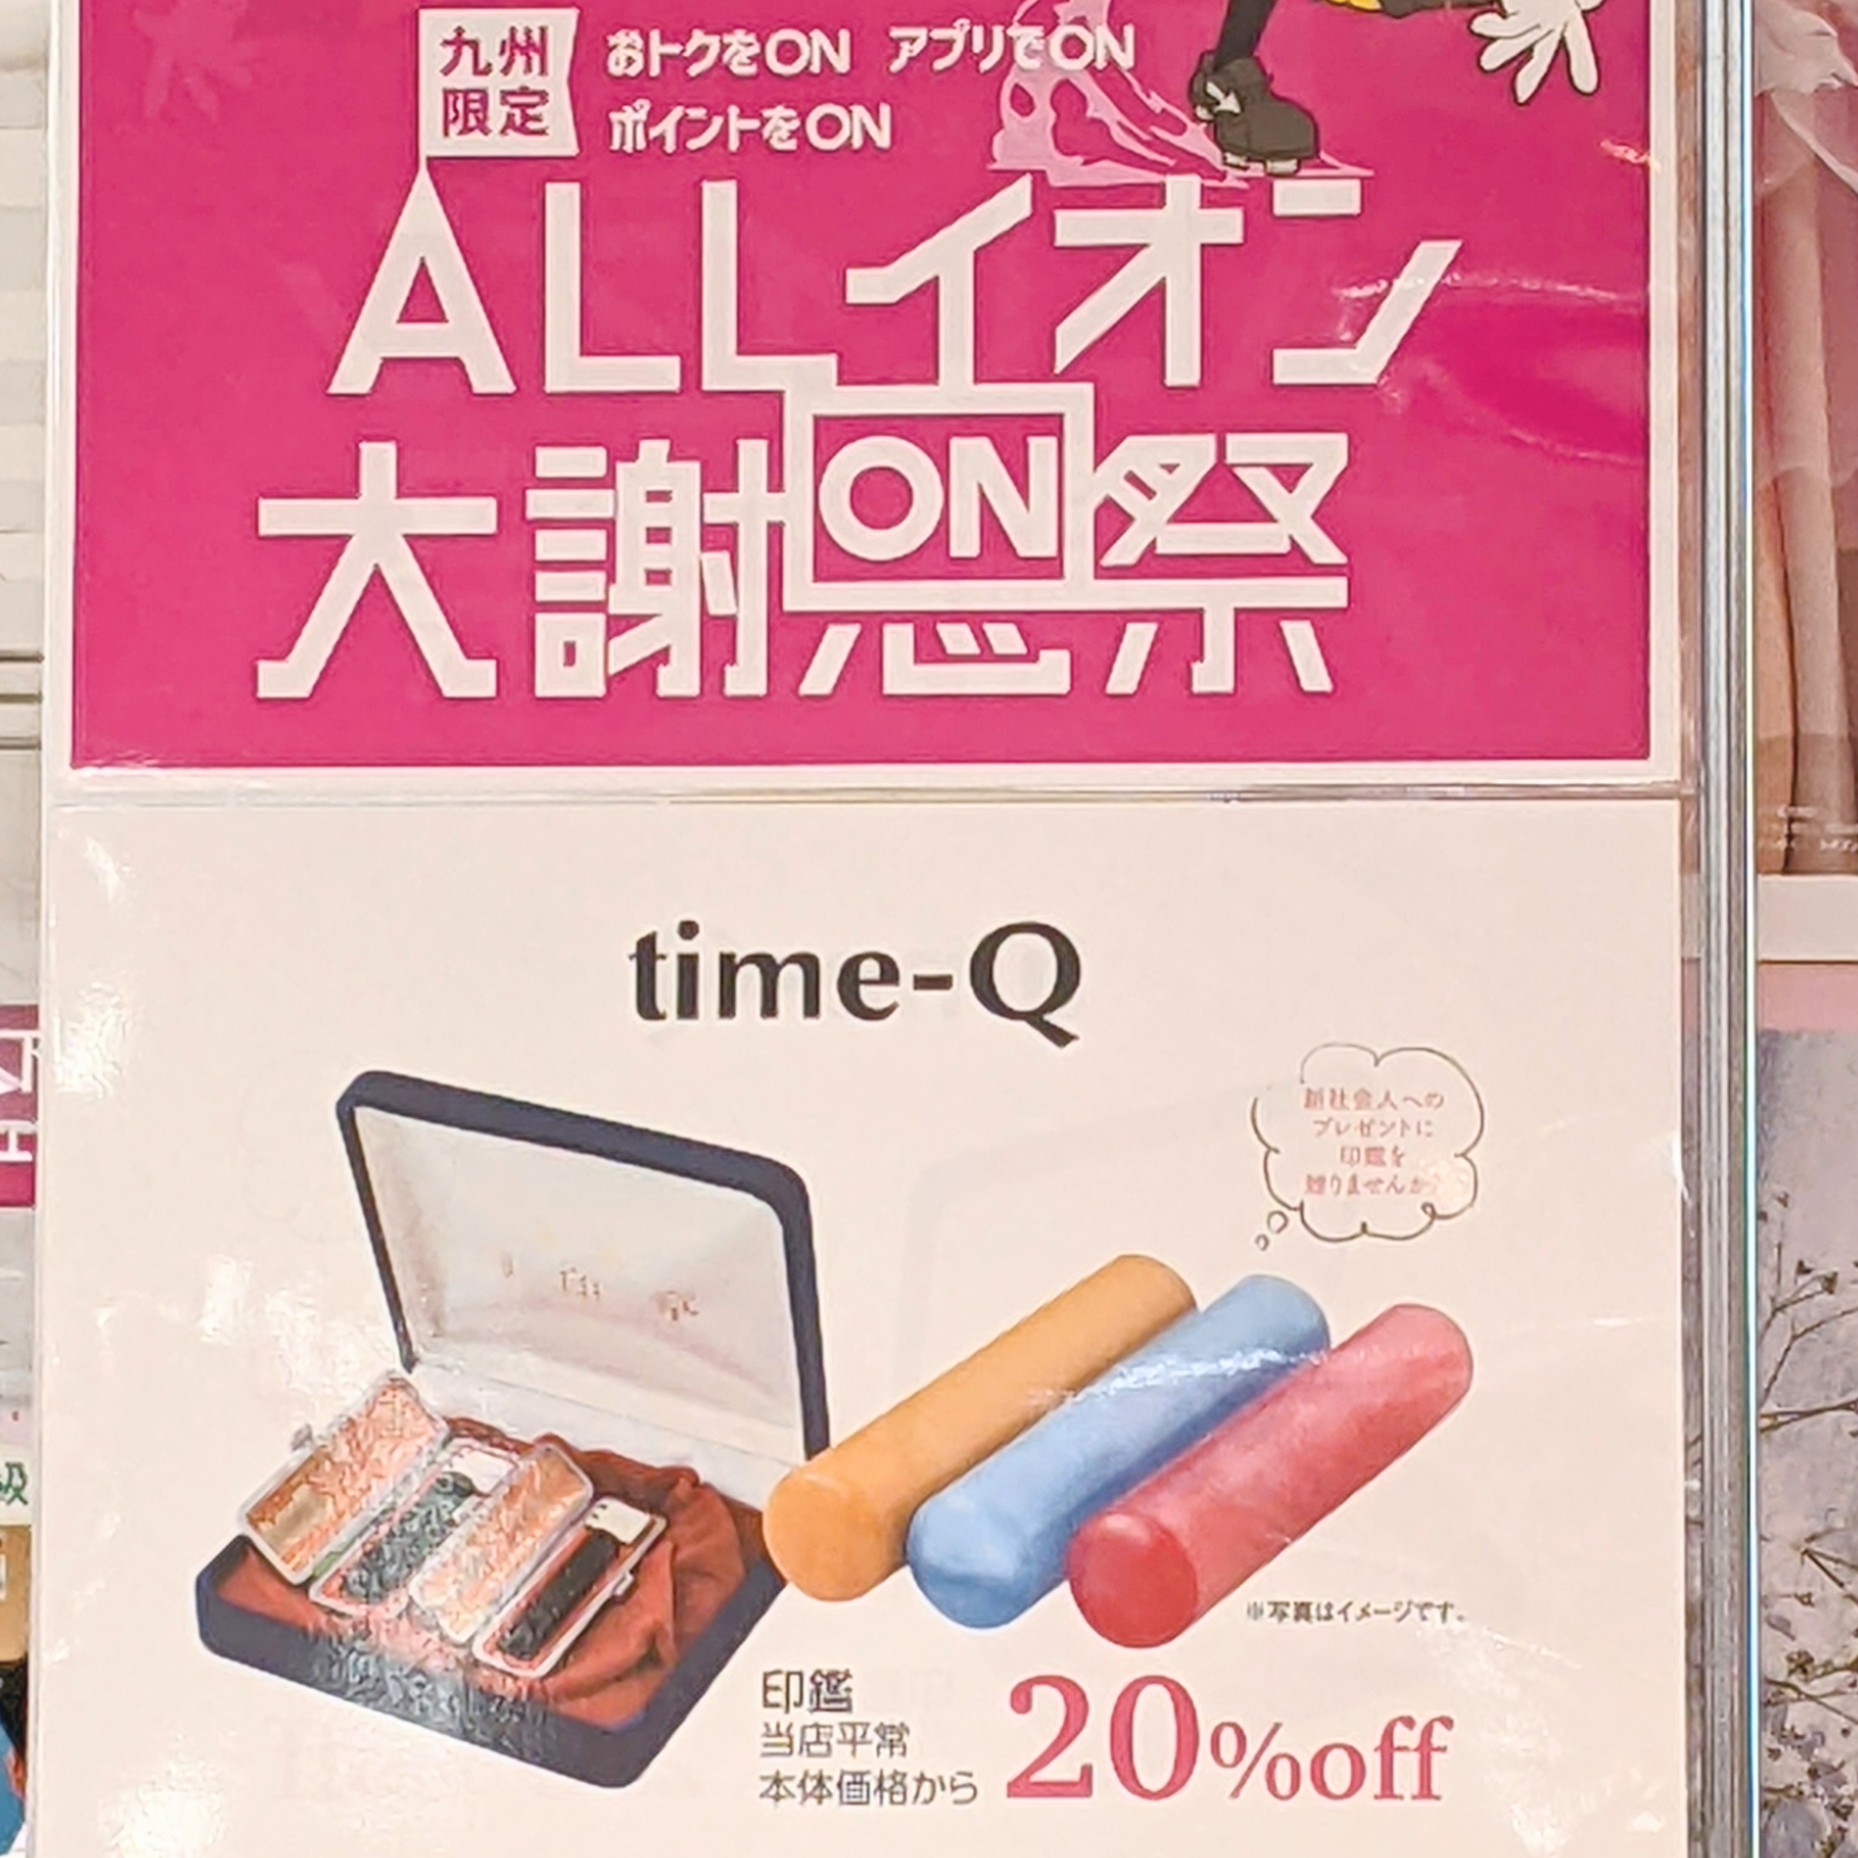 九州
限定
おトクをON アプリでON
ポイントをON
ALLイオン
大謝恩祭
ON
time-Q
新社会人への
プレゼントに
印鑑を
贈りませんか?
※写真はイメージです。
印鑑
当店平常
本体価格から
20%off
級